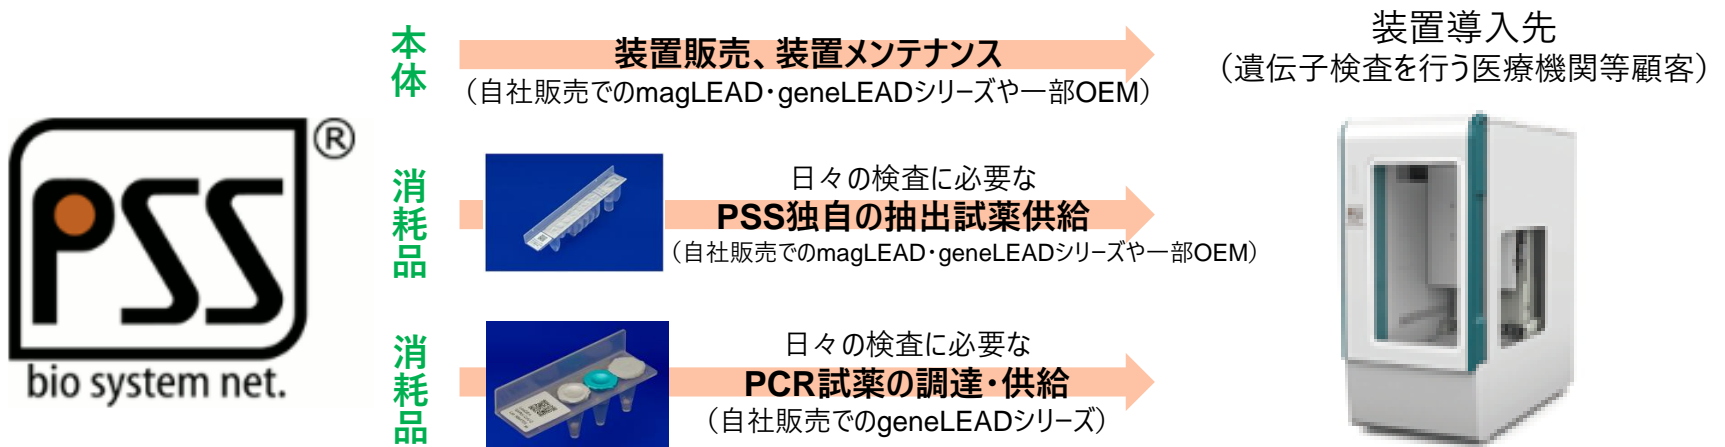 PSS
®
bio system net.
本体
装置販売、装置メンテナンス
（自社販売でのmagLEAD・geneLEADシリーズや一部OEM）
消耗品
日々の検査に必要な
PSS独自の抽出試薬供給
（自社販売でのmagLEAD・geneLEADシリーズや一部OEM）
消耗品
日々の検査に必要な
PCR試薬の調達・供給
（自社販売でのgeneLEADシリーズ）
装置導入先
（遺伝子検査を行う医療機関等顧客）